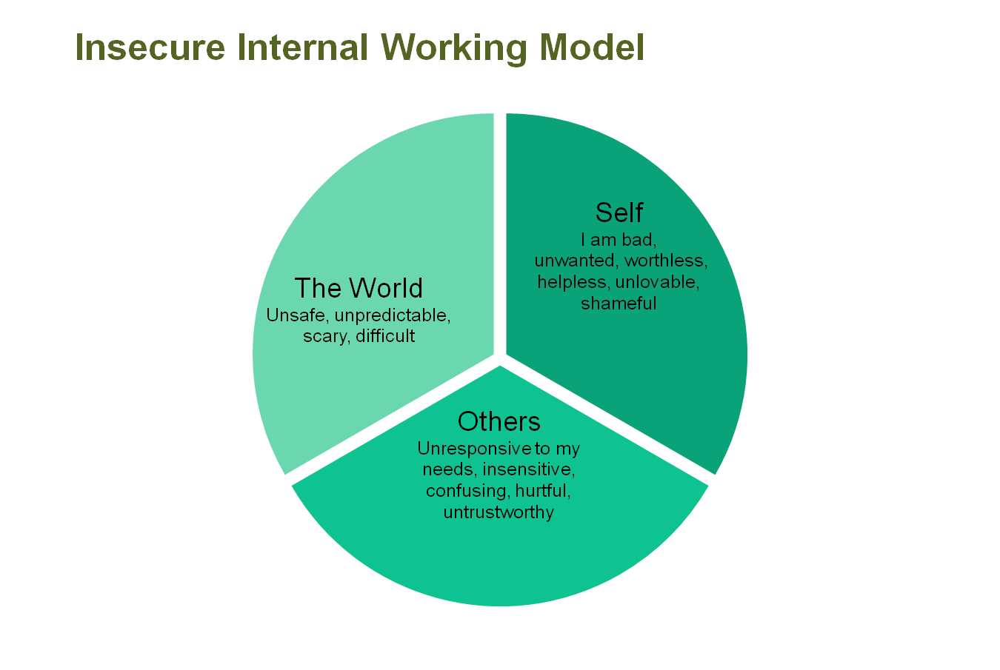 Insecure Internal Working Model
Self
I am bad,
unwanted, worthless,
helpless, unlovable,
shameful
The World
Unsafe, unpredictable,
scary, difficult
Others
Unresponsive to my
needs, insensitive,
confusing, hurtful,
untrustworthy